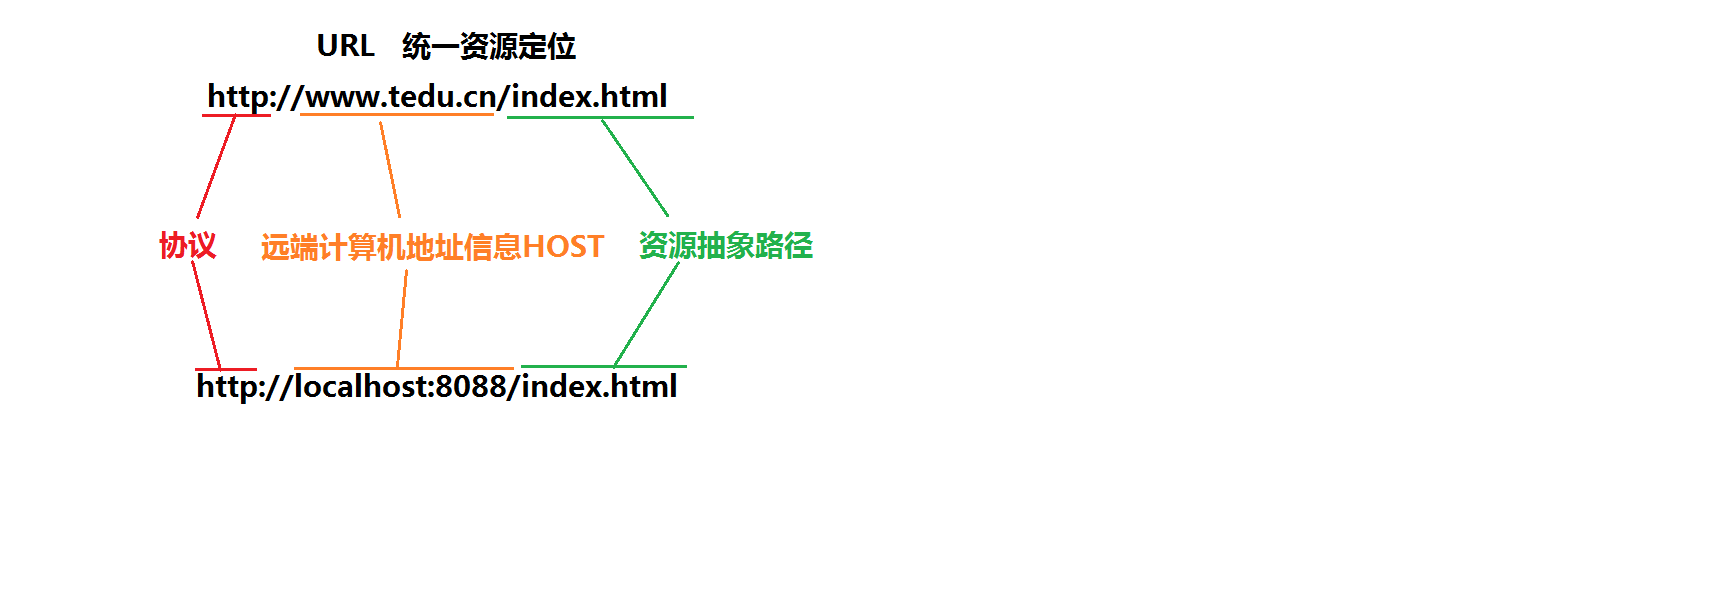 URL 统一资源定位
http://www.tedu.cn/index.html
协议 远端计算机地址信息HOST 资源抽象路径
http://localhost:8088/index.html